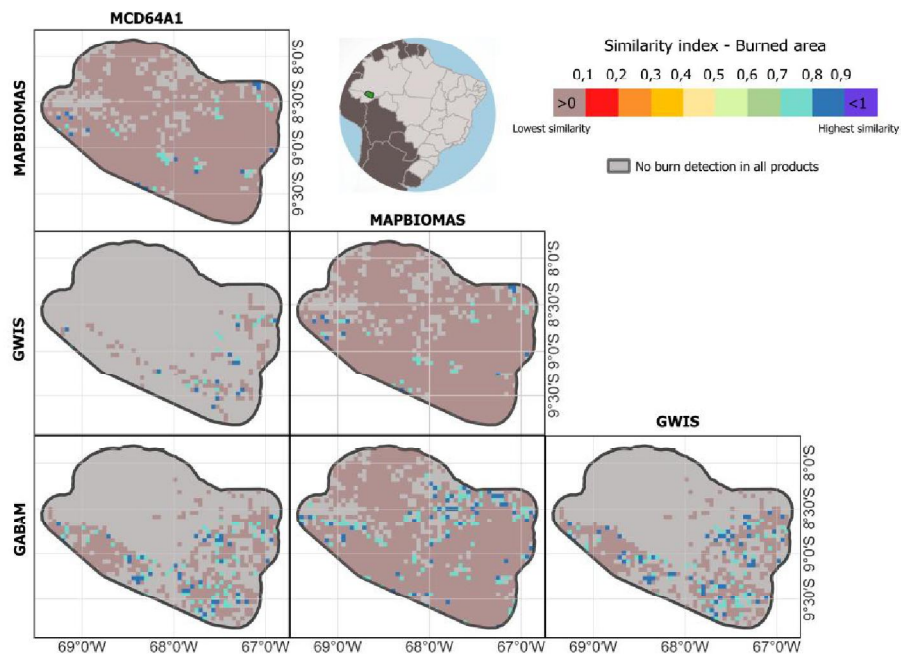 MCD64A1
Similarity index - Burned area
0,1 0,2 0,3 0,4 0,5 0,6 0,7 0,8 0,9
>0 <1
Lowest similarity Highest similarity
No burn detection in all products
MAPBIOMAS
8°0'S
8°30'S
9°0'S
9°30'S
MAPBIOMAS
GWIS
8°0'S
8°30'S
9°0'S
9°30'S
GWIS
GABAM
8°0'S
8°30'S
9°0'S
9°30'S
69°0'W 68°0'W 67°0'W 69°0'W 68°0'W 67°0'W 69°0'W 68°0'W 67°0'W